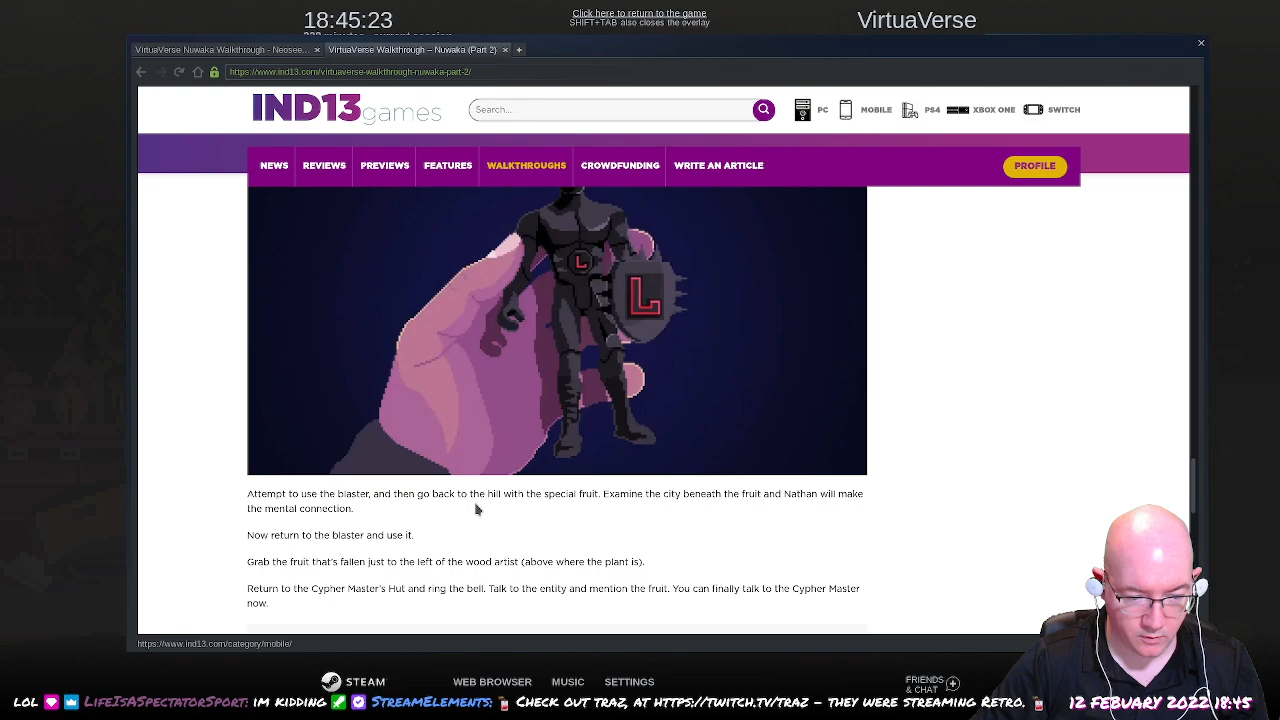 18:45:23
Click here to return to the game
SHIFT+TAB also closes the overlay
VirtuaVerse
VirtuaVerse Nuwaka Walkthrough - Neosee... ×
VirtuaVerse Walkthrough – Nuwaka (Part 2) ×
+
×
https://www.ind13.com/virtuaverse-walkthrough-nuwaka-part-2/
IND13games
Search...
PC
MOBILE
PS4
XBOX ONE
SWITCH
NEWS
REVIEWS
PREVIEWS
FEATURES
WALKTHROUGHS
CROWDFUNDING
WRITE AN ARTICLE
PROFILE
L
L
Attempt to use the blaster, and then go back to the hill with the special fruit. Examine the city beneath the fruit and Nathan will make
the mental connection.
Now return to the blaster and use it.
Grab the fruit that's fallen just to the left of the wood artist (above where the plant is).
Return to the Cypher Master's Hut and ring the bell. Talk to the entity and mention the fruit. You can finally talk to the Cypher Master
now.
https://www.ind13.com/category/mobile/
STEAM
WEB BROWSER
MUSIC
SETTINGS
FRIENDS
& CHAT
LOL LifeIsASpectatorSport: im kidding StreamElements: Check out traz, at https://twitch.tv/traz - they were streaming Retro. 12 Febuary 2022 18:45